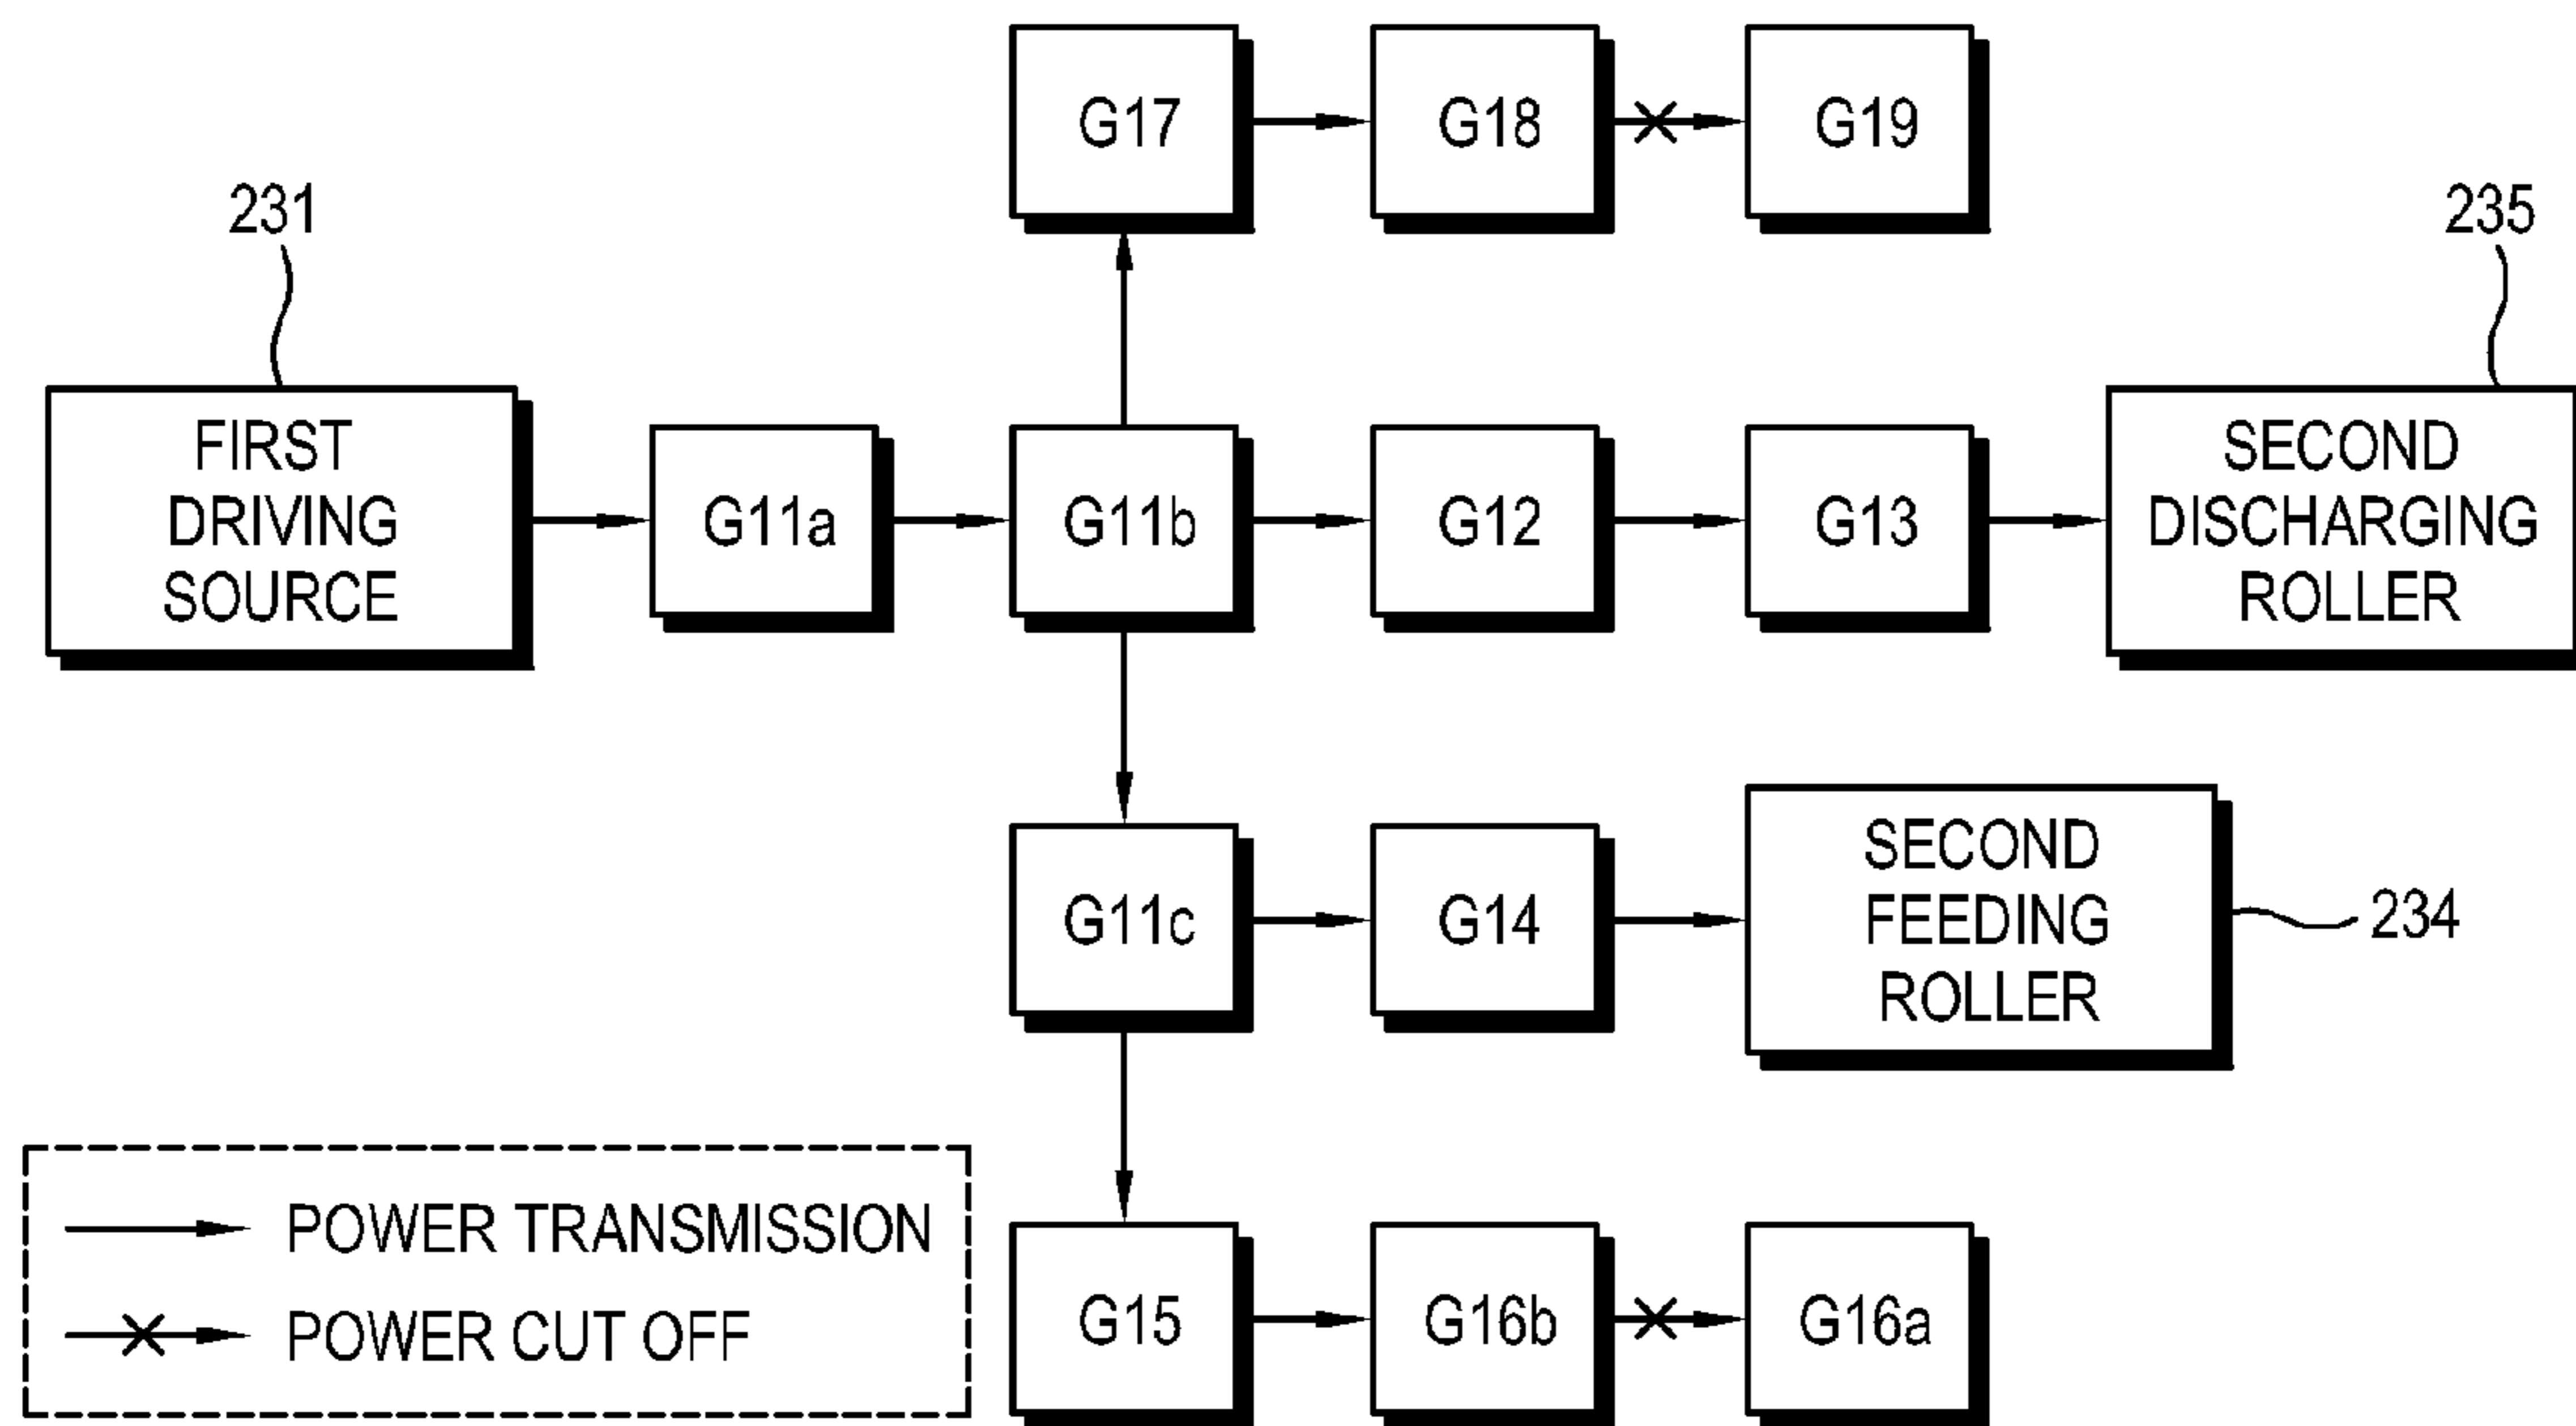 G17
G18
G19
231
235
FIRST
DRIVING
SOURCE
G11a
G11b
G12
G13
SECOND
DISCHARGING
ROLLER
G11c
G14
SECOND
FEEDING
ROLLER
234
POWER TRANSMISSION
POWER CUT OFF
G15
G16b
G16a